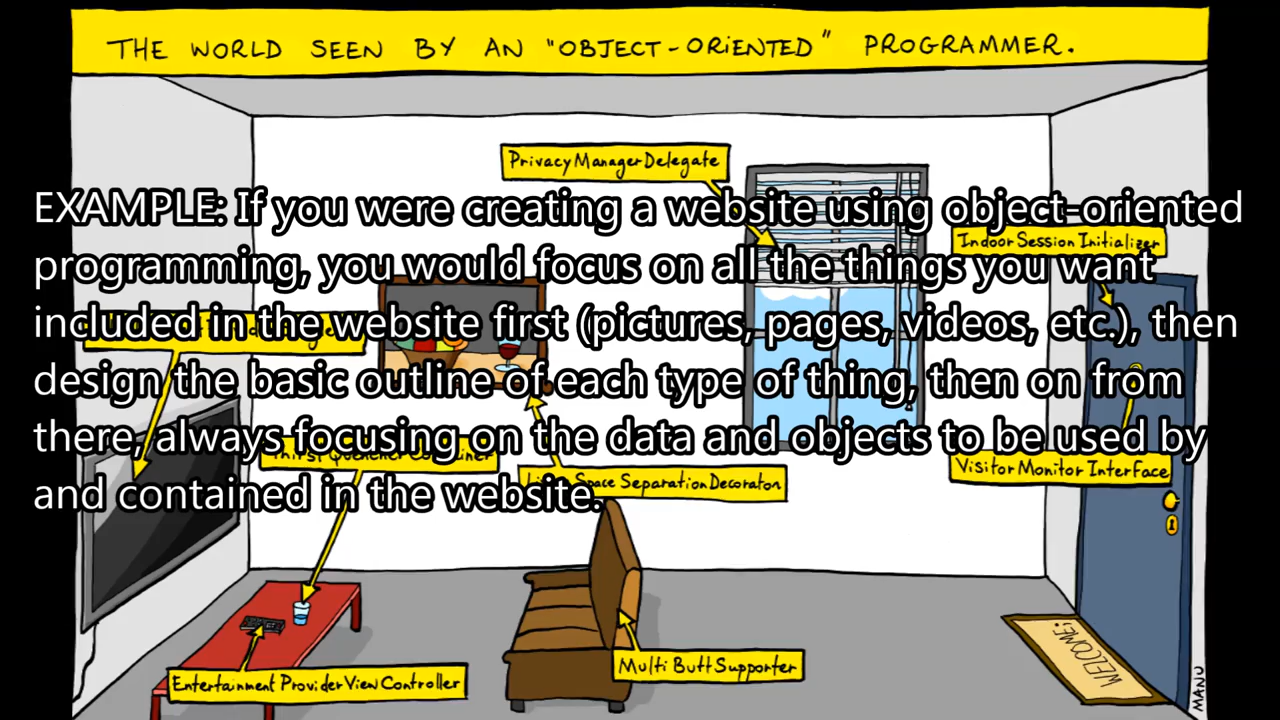 THE WORLD SEEN BY AN "OBJECT-ORIENTED" PROGRAMMER.
PrivacyManagerDelegate
EXAMPLE: If you were creating a website using object-oriented
programming, you would focus on all the things you want
included in the website first (pictures, pages, videos, etc.), then
design the basic outline of each type of thing, then on from
there, always focusing on the data and objects to be used by
and contained in the website.
Indoor Session Initializer
Thirst Quencher
Visitor Monitor Interface
Space Separation Decorator
Multi Butt Supporter
Entertainment Provider View Controller
WELCOME!
MANU